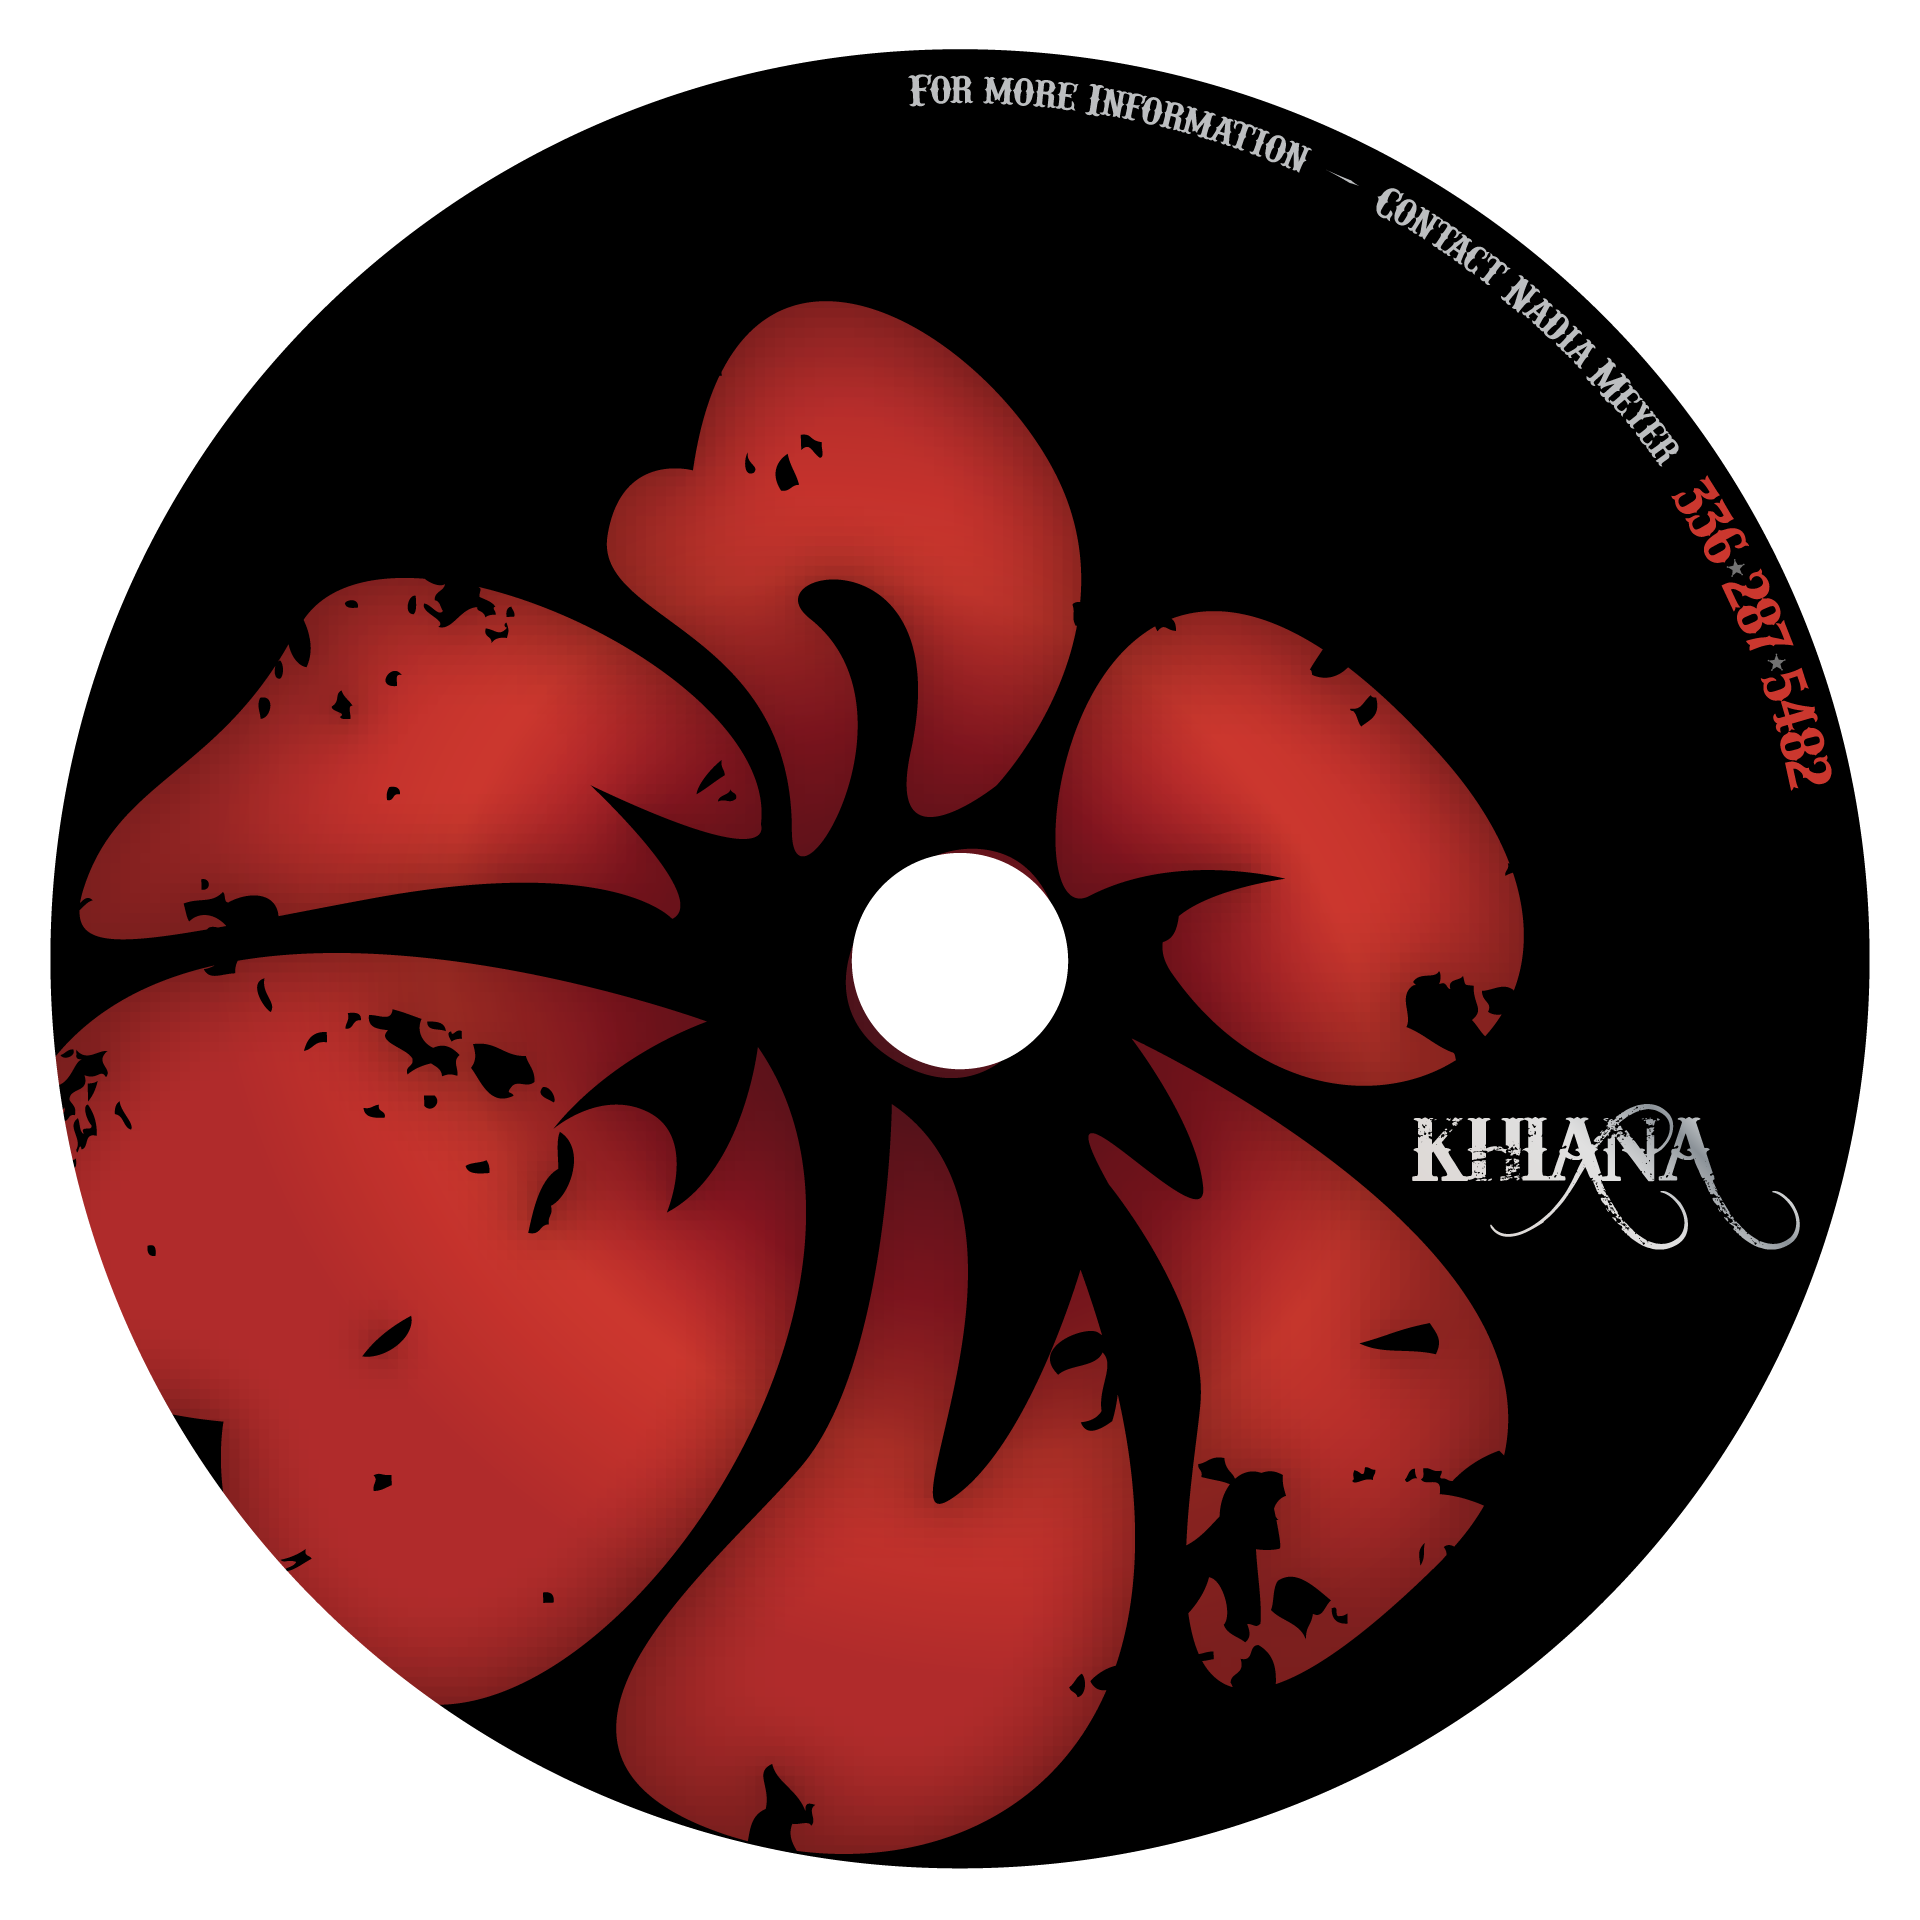 For more Information — Contact Nadia Meyer 336★287★5482
KHIANA